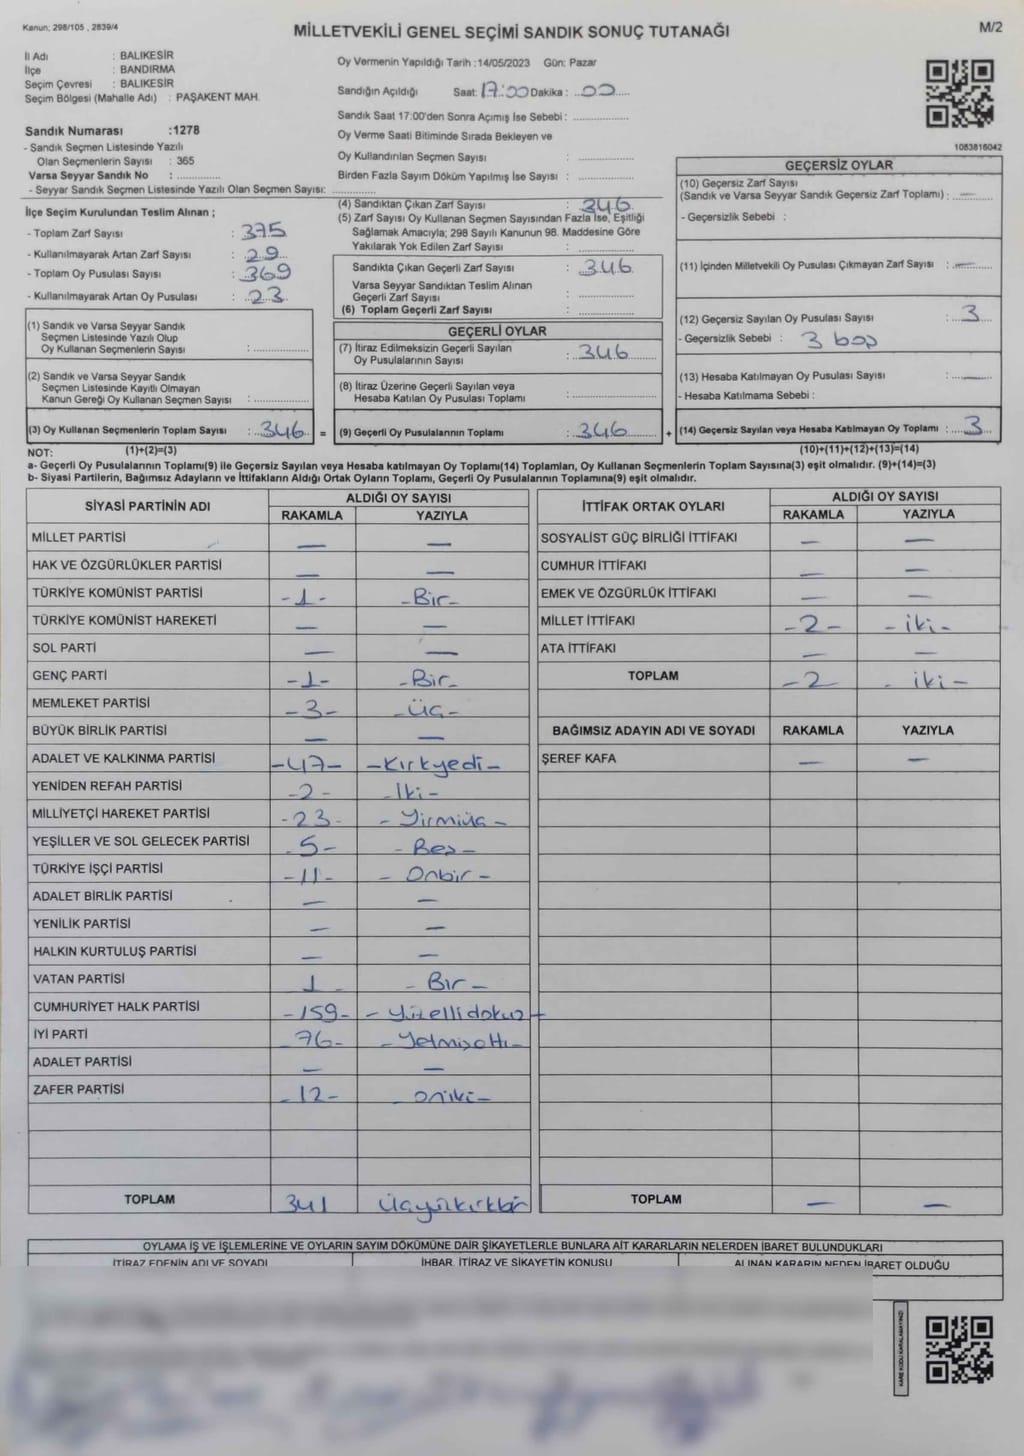 Kanun; 298/105 , 2839/4
MİLLETVEKİLİ GENEL SEÇİMİ SANDIK SONUÇ TUTANAĞI
M/2
İl Adı : BALIKESİR
İlçe : BANDIRMA
Seçim Çevresi : BALIKESİR
Seçim Bölgesi (Mahalle Adı) : PAŞAKENT MAH.
Sandık Numarası :1278
- Sandık Seçmen Listesinde Yazılı
Olan Seçmenlerin Sayısı : 365
Varsa Seyyar Sandık No : ..............
- Seyyar Sandık Seçmen Listesinde Yazılı Olan Seçmen Sayısı: ..............
Oy Vermenin Yapıldığı Tarih :14/05/2023 Gün: Pazar
Sandığın Açıldığı Saat: 17:00 Dakika : 00
Sandık Saat 17:00'den Sonra Açımış İse Sebebi : ..............
Oy Verme Saati Bitiminde Sırada Bekleyen ve
Oy Kullandırılan Seçmen Sayısı : ..............
Birden Fazla Sayım Döküm Yapılmış İse Sayısı : ..............
1083816042
İlçe Seçim Kurulundan Teslim Alınan ;
- Toplam Zarf Sayısı : 375
- Kullanılmayarak Artan Zarf Sayısı : 29
- Toplam Oy Pusulası Sayısı : 369
- Kullanılmayarak Artan Oy Pusulası : 23
(1) Sandık ve Varsa Seyyar Sandık
Seçmen Listesinde Yazılı Olup
Oy Kullanan Seçmenlerin Sayısı : ..............
(2) Sandık ve Varsa Seyyar Sandık
Seçmen Listesinde Kayıtlı Olmayan
Kanun Gereği Oy Kullanan Seçmen Sayısı : ..............
(3) Oy Kullanan Seçmenlerin Toplam Sayısı : 346 =
(4) Sandıktan Çıkan Zarf Sayısı : 346
(5) Zarf Sayısı Oy Kullanan Seçmen Sayısından Fazla İse, Eşitliği
Sağlamak Amacıyla; 298 Sayılı Kanunun 98. Maddesine Göre
Yakılarak Yok Edilen Zarf Sayısı : ..............
Sandıkta Çıkan Geçerli Zarf Sayısı : 346
Varsa Seyyar Sandıktan Teslim Alınan
Geçerli Zarf Sayısı : ..............
(6) Toplam Geçerli Zarf Sayısı : ..............
GEÇERLİ OYLAR
(7) İtiraz Edilmeksizin Geçerli Sayılan
Oy Pusulalarının Sayısı : 346
(8) İtiraz Üzerine Geçerli Sayılan veya
Hesaba Katılan Oy Pusulası Toplamı : ..............
(9) Geçerli Oy Pusulalarının Toplamı : 346 +
GEÇERSİZ OYLAR
(10) Geçersiz Zarf Sayısı
(Sandık ve Varsa Seyyar Sandık Geçersiz Zarf Toplamı) : —
- Geçersizlik Sebebi :
(11) İçinden Milletvekili Oy Pusulası Çıkmayan Zarf Sayısı : —
(12) Geçersiz Sayılan Oy Pusulası Sayısı : 3
- Geçersizlik Sebebi : 3 boş
(13) Hesaba Katılmayan Oy Pusulası Sayısı : —
- Hesaba Katılmama Sebebi :
(14) Geçersiz Sayılan veya Hesaba Katılmayan Oy Toplamı : 3
NOT: (1)+(2)=(3) (10)+(11)+(12)+(13)=(14)
a- Geçerli Oy Pusulalarının Toplamı(9) ile Geçersiz Sayılan veya Hesaba katılmayan Oy Toplamı(14) Toplamları, Oy Kullanan Seçmenlerin Toplam Sayısına(3) eşit olmalıdır. (9)+(14)=(3)
b- Siyasi Partilerin, Bağımsız Adayların ve İttifakların Aldığı Ortak Oyların Toplamı, Geçerli Oy Pusulalarının Toplamına(9) eşit olmalıdır.
SİYASİ PARTİNİN ADI ALDIĞI OY SAYISI
RAKAMLA YAZIYLA
MİLLET PARTİSİ — —
HAK VE ÖZGÜRLÜKLER PARTİSİ — —
TÜRKİYE KOMÜNİST PARTİSİ -1- -Bir-
TÜRKİYE KOMÜNİST HAREKETİ — —
SOL PARTİ — —
GENÇ PARTİ -1- -Bir-
MEMLEKET PARTİSİ -3- -Üç-
BÜYÜK BİRLİK PARTİSİ — —
ADALET VE KALKINMA PARTİSİ -47- -Kırkyedi-
YENİDEN REFAH PARTİSİ -2- -İki-
MİLLİYETÇİ HAREKET PARTİSİ -23- -Yirmiüç-
YEŞİLLER VE SOL GELECEK PARTİSİ -5- -Beş-
TÜRKİYE İŞÇİ PARTİSİ -11- -Onbir-
ADALET BİRLİK PARTİSİ — —
YENİLİK PARTİSİ — —
HALKIN KURTULUŞ PARTİSİ — —
VATAN PARTİSİ 1 -Bir-
CUMHURİYET HALK PARTİSİ -159- -Yüzellidokuz-
İYİ PARTİ 76- -Yetmişaltı-
ADALET PARTİSİ — —
ZAFER PARTİSİ -12- -oniki-
TOPLAM 341 Üçyüzkırkbir
İTTİFAK ORTAK OYLARI ALDIĞI OY SAYISI
RAKAMLA YAZIYLA
SOSYALİST GÜÇ BİRLİĞİ İTTİFAKI — —
CUMHUR İTTİFAKI — —
EMEK VE ÖZGÜRLÜK İTTİFAKI — —
MİLLET İTTİFAKI -2- -iki-
ATA İTTİFAKI — —
TOPLAM -2 - iki-
BAĞIMSIZ ADAYIN ADI VE SOYADI RAKAMLA YAZIYLA
ŞEREF KAFA — —
TOPLAM — —
OYLAMA İŞ VE İŞLEMLERİNE VE OYLARIN SAYIM DÖKÜMÜNE DAİR ŞİKAYETLERLE BUNLARA AİT KARARLARIN NELERDEN İBARET BULUNDUKLARI
İTİRAZ EDENİN ADI VE SOYADI İHBAR, İTİRAZ VE ŞİKAYETİN KONUSU ALINAN KARARIN NEDEN İBARET OLDUĞU
KARE KODU KARALAMAYINIZ!